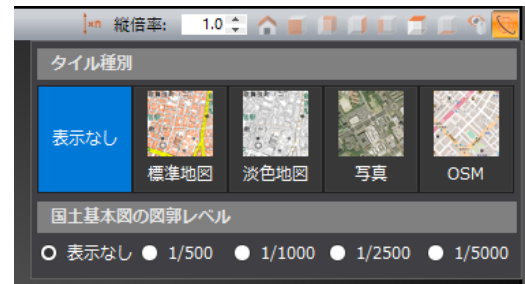 ×n 縦倍率: 1.0
タイル種別
表示なし 標準地図 淡色地図 写真 OSM
国土基本図の図郭レベル
表示なし 1/500 1/1000 1/2500 1/5000